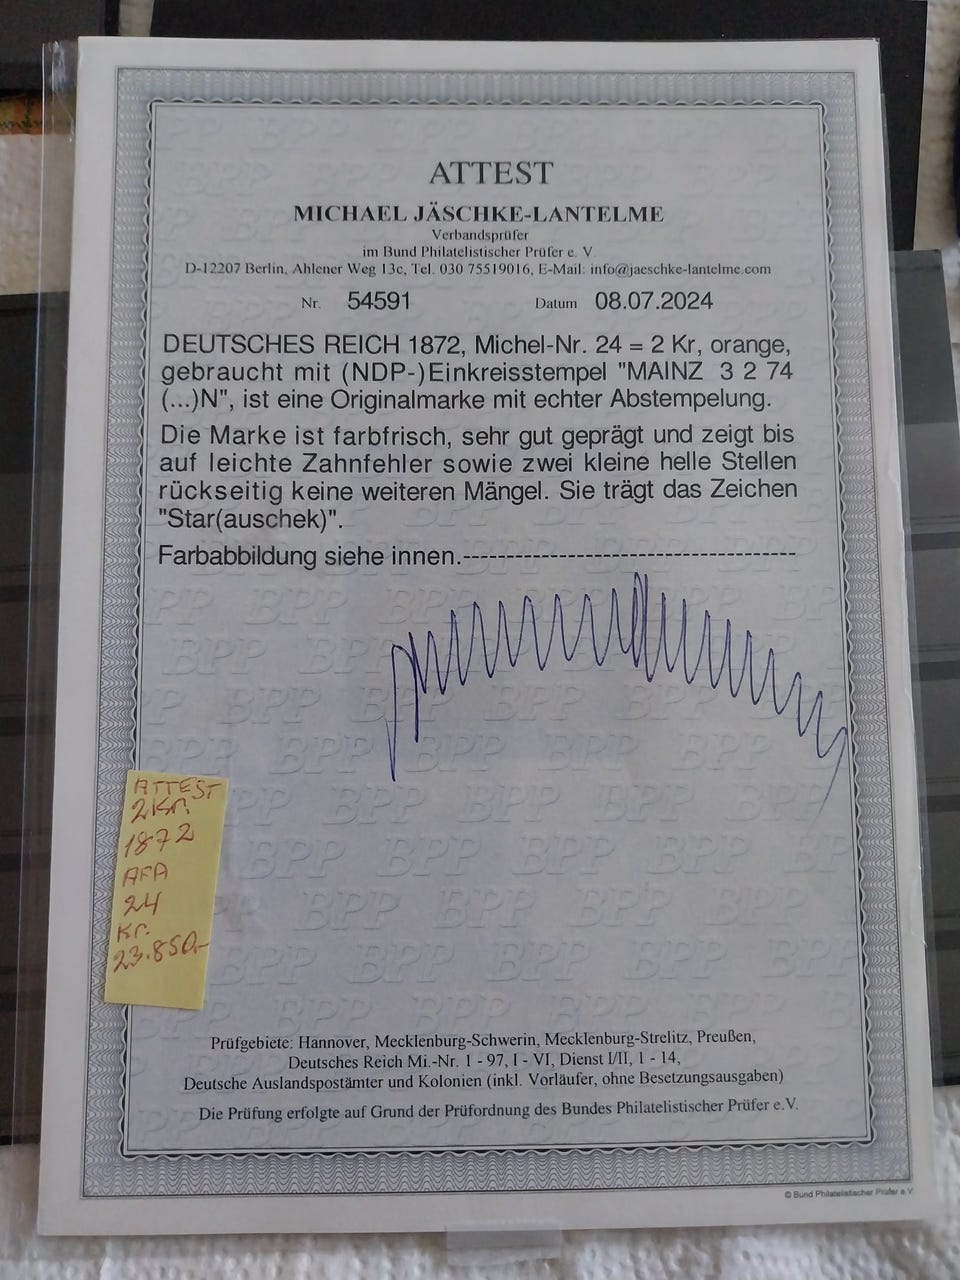 ATTEST
MICHAEL JÄSCHKE-LANTELME
Verbandsprüfer
im Bund Philatelistischer Prüfer e. V
D-12207 Berlin, Ahlener Weg 13c, Tel. 030 75519016, E-Mail: info@jaeschke-lantelme.com
Nr. 54591 Datum 08.07.2024
DEUTSCHES REICH 1872, Michel-Nr. 24 = 2 Kr, orange,
gebraucht mit (NDP-)Einkreisstempel "MAINZ 3 2 74
(...)N", ist eine Originalmarke mit echter Abstempelung.
Die Marke ist farbfrisch, sehr gut geprägt und zeigt bis
auf leichte Zahnfehler sowie zwei kleine helle Stellen
rückseitig keine weiteren Mängel. Sie trägt das Zeichen
"Star(auschek)".
Farbabbildung siehe innen.--------------------------------------
ATTEST
2 Kr.
1872
AFA
24
Kr.
23.850,-
Prüfgebiete: Hannover, Mecklenburg-Schwerin, Mecklenburg-Strelitz, Preußen,
Deutsches Reich Mi.-Nr. 1 - 97, I - VI, Dienst I/II, 1 - 14,
Deutsche Auslandspostämter und Kolonien (inkl. Vorläufer, ohne Besetzungsausgaben)
Die Prüfung erfolgte auf Grund der Prüfordnung des Bundes Philatelistischer Prüfer e.V.
© Bund Philatelistischer Prüfer e.V